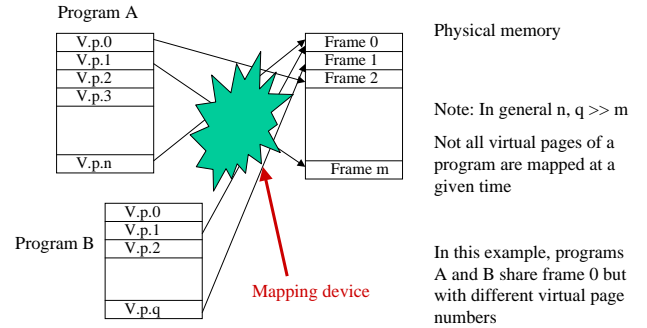 Program A
V.p.0
V.p.1
V.p.2
V.p.3
V.p.n
Frame 0
Frame 1
Frame 2
Frame m
Physical memory
Note: In general n, q >> m
Not all virtual pages of a
program are mapped at a
given time
Program B
V.p.0
V.p.1
V.p.2
V.p.q
Mapping device
In this example, programs
A and B share frame 0 but
with different virtual page
numbers